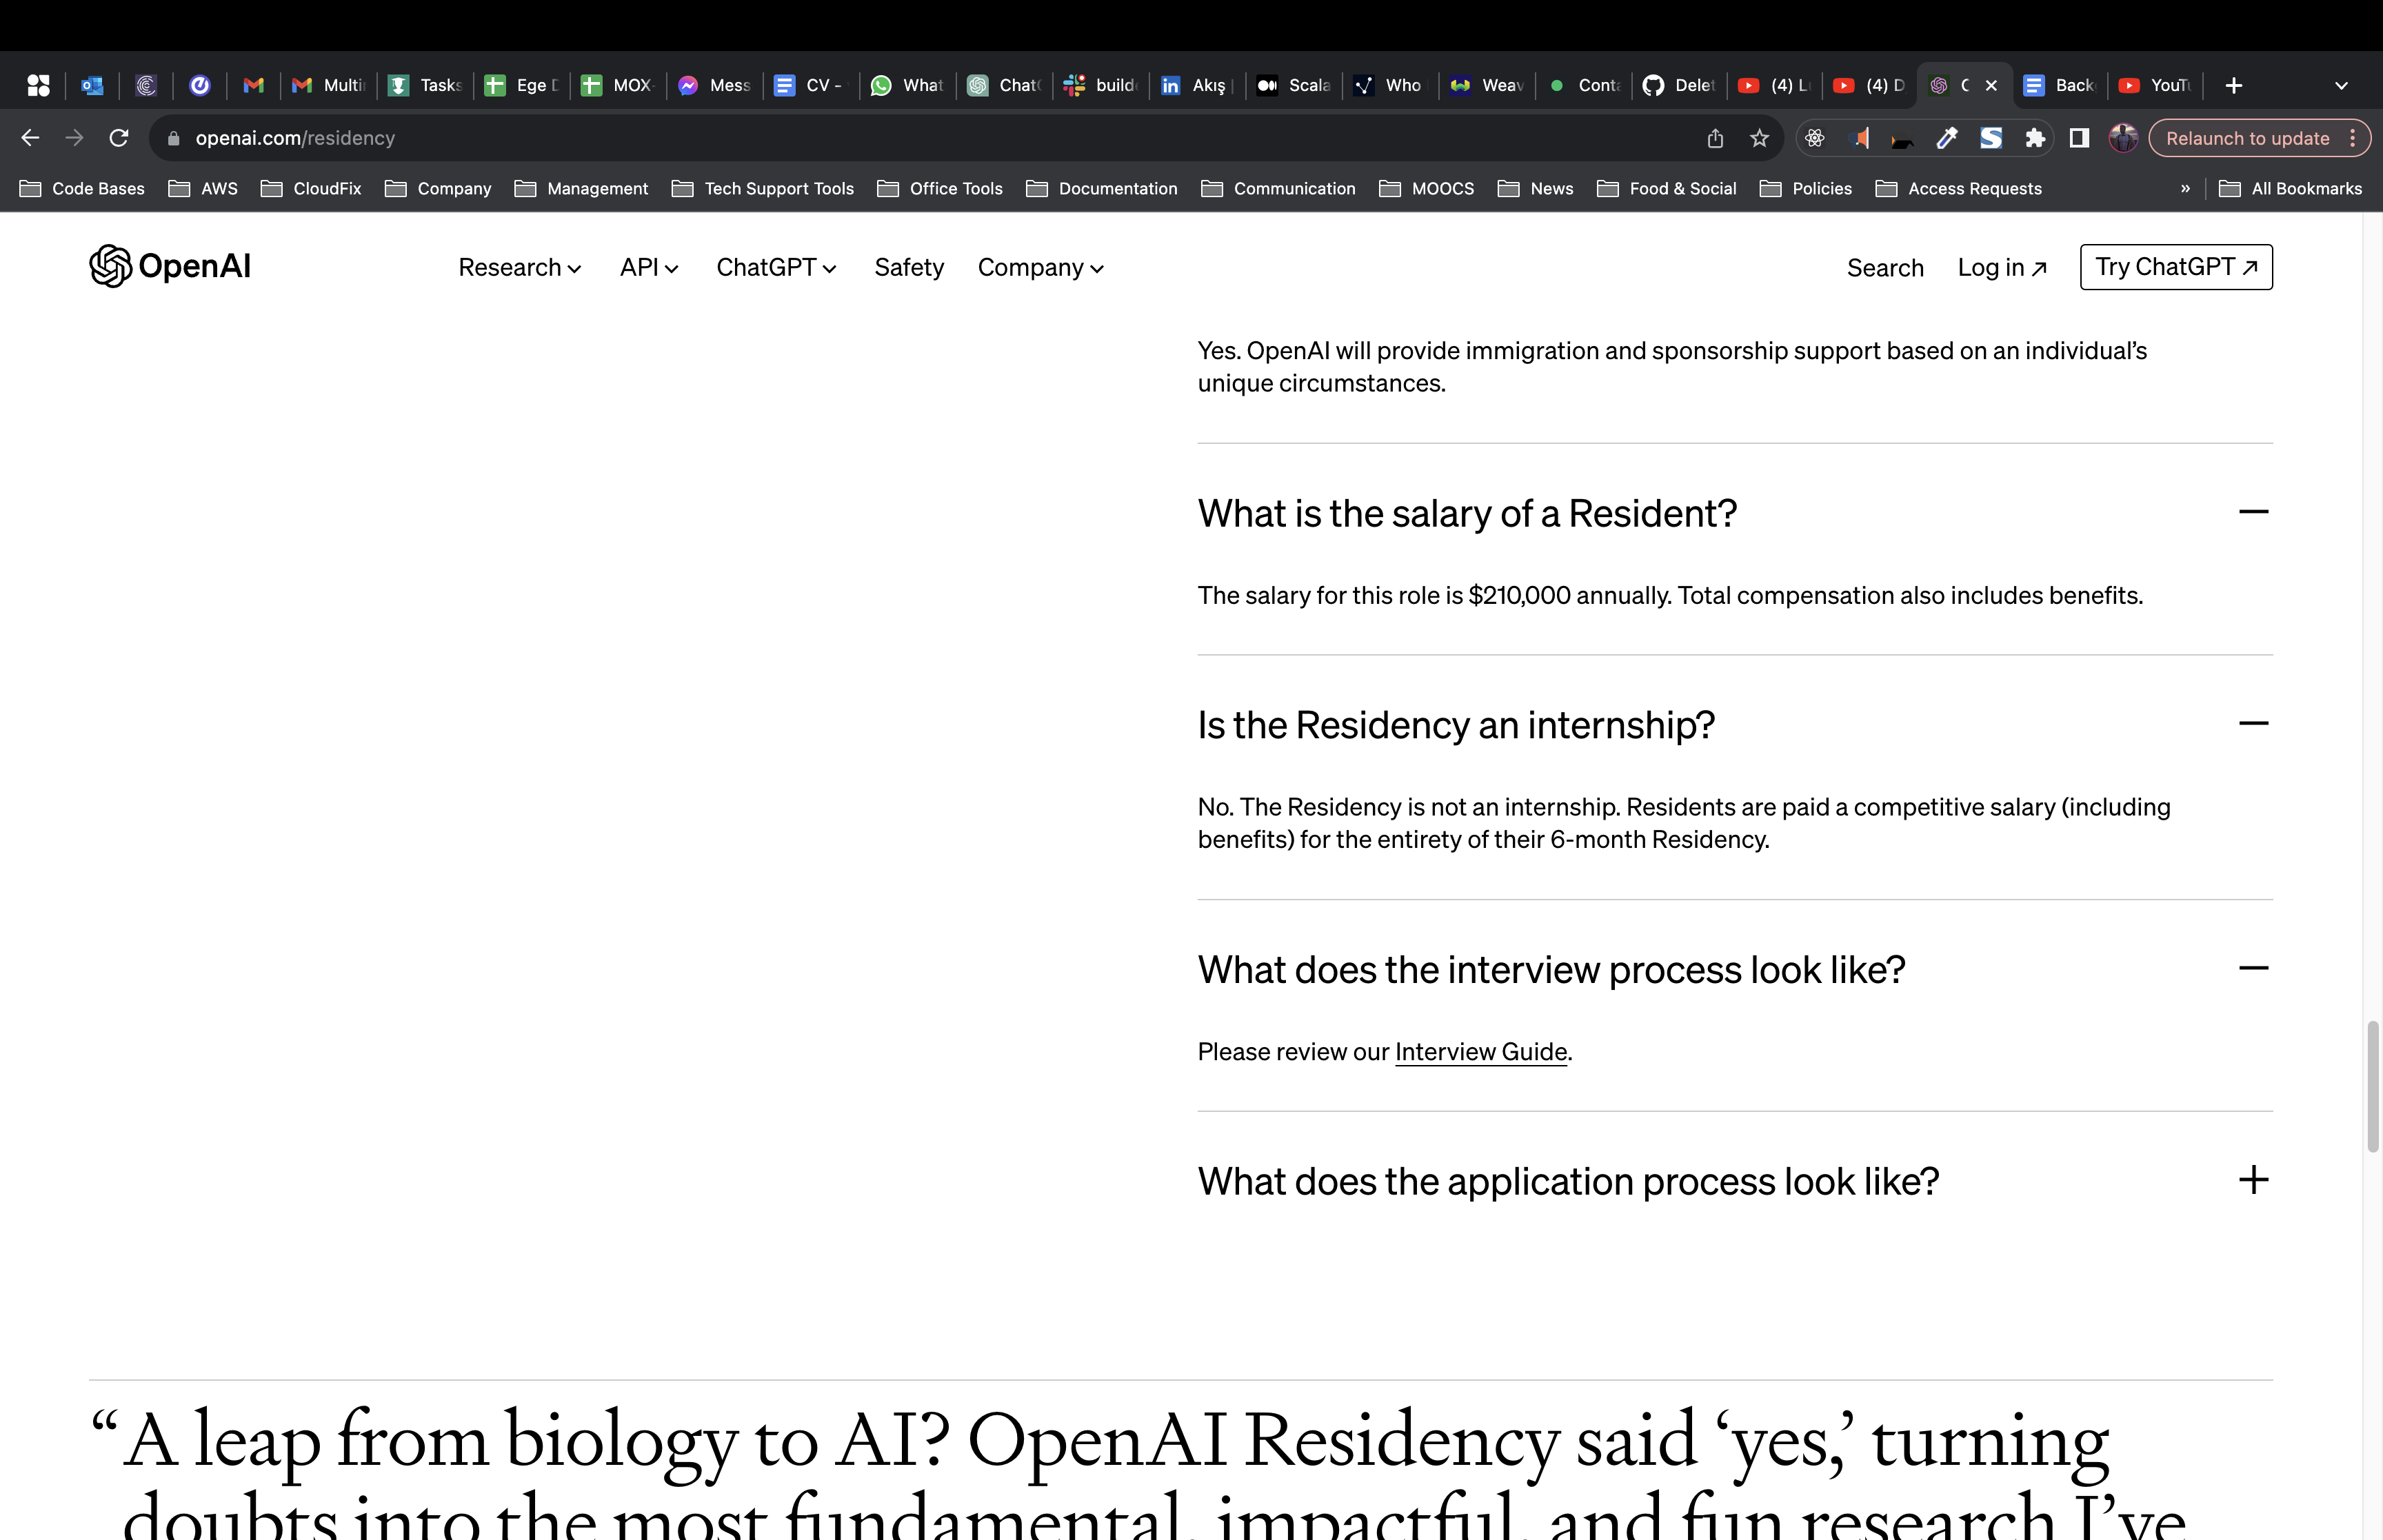 Multi
Tasks
Ege D
MOX-
Mess
CV -
What
ChatG
build
Akış
Scala
Who
Weav
Conta
Delet
(4) L
(4) D
Back
YouTu
openai.com/residency
Relaunch to update
Code Bases
AWS
CloudFix
Company
Management
Tech Support Tools
Office Tools
Documentation
Communication
MOOCS
News
Food & Social
Policies
Access Requests
»
All Bookmarks
OpenAI
Research
API
ChatGPT
Safety
Company
Search
Log in ↗
Try ChatGPT ↗
Yes. OpenAI will provide immigration and sponsorship support based on an individual’s
unique circumstances.
What is the salary of a Resident?
The salary for this role is $210,000 annually. Total compensation also includes benefits.
Is the Residency an internship?
No. The Residency is not an internship. Residents are paid a competitive salary (including
benefits) for the entirety of their 6-month Residency.
What does the interview process look like?
Please review our Interview Guide.
What does the application process look like?
“A leap from biology to AI? OpenAI Residency said ‘yes,’ turning
doubts into the most fundamental, impactful, and fun research I’ve